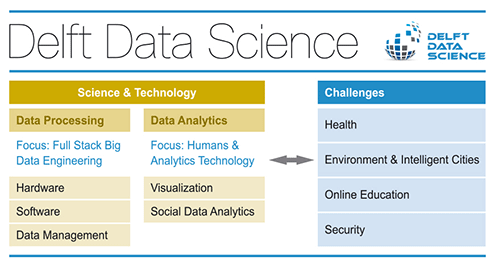 Delft Data Science
DELFT
DATA
SCIENCE
Science & Technology
Data Processing
Focus: Full Stack Big
Data Engineering
Hardware
Software
Data Management
Data Analytics
Focus: Humans &
Analytics Technology
Visualization
Social Data Analytics
Challenges
Health
Environment & Intelligent Cities
Online Education
Security